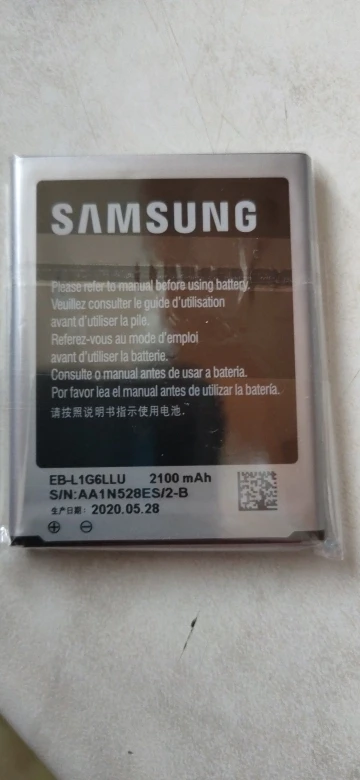 SAMSUNG
Please refer to manual before using battery.
Veuillez consulter le guide d'utilisation
avant d'utiliser la pile.
Referez-vous au mode d'emploi
avant d'utiliser la batterie.
Consulte o manual antes de usar a bateria.
Por favor lea el manual antes de utilizar la batería.
请按照说明书指示使用电池.
EB-L1G6LLU 2100 mAh
S/N:AA1N528ES/2-B
生产日期: 2020.05.28
⊕ ⊖